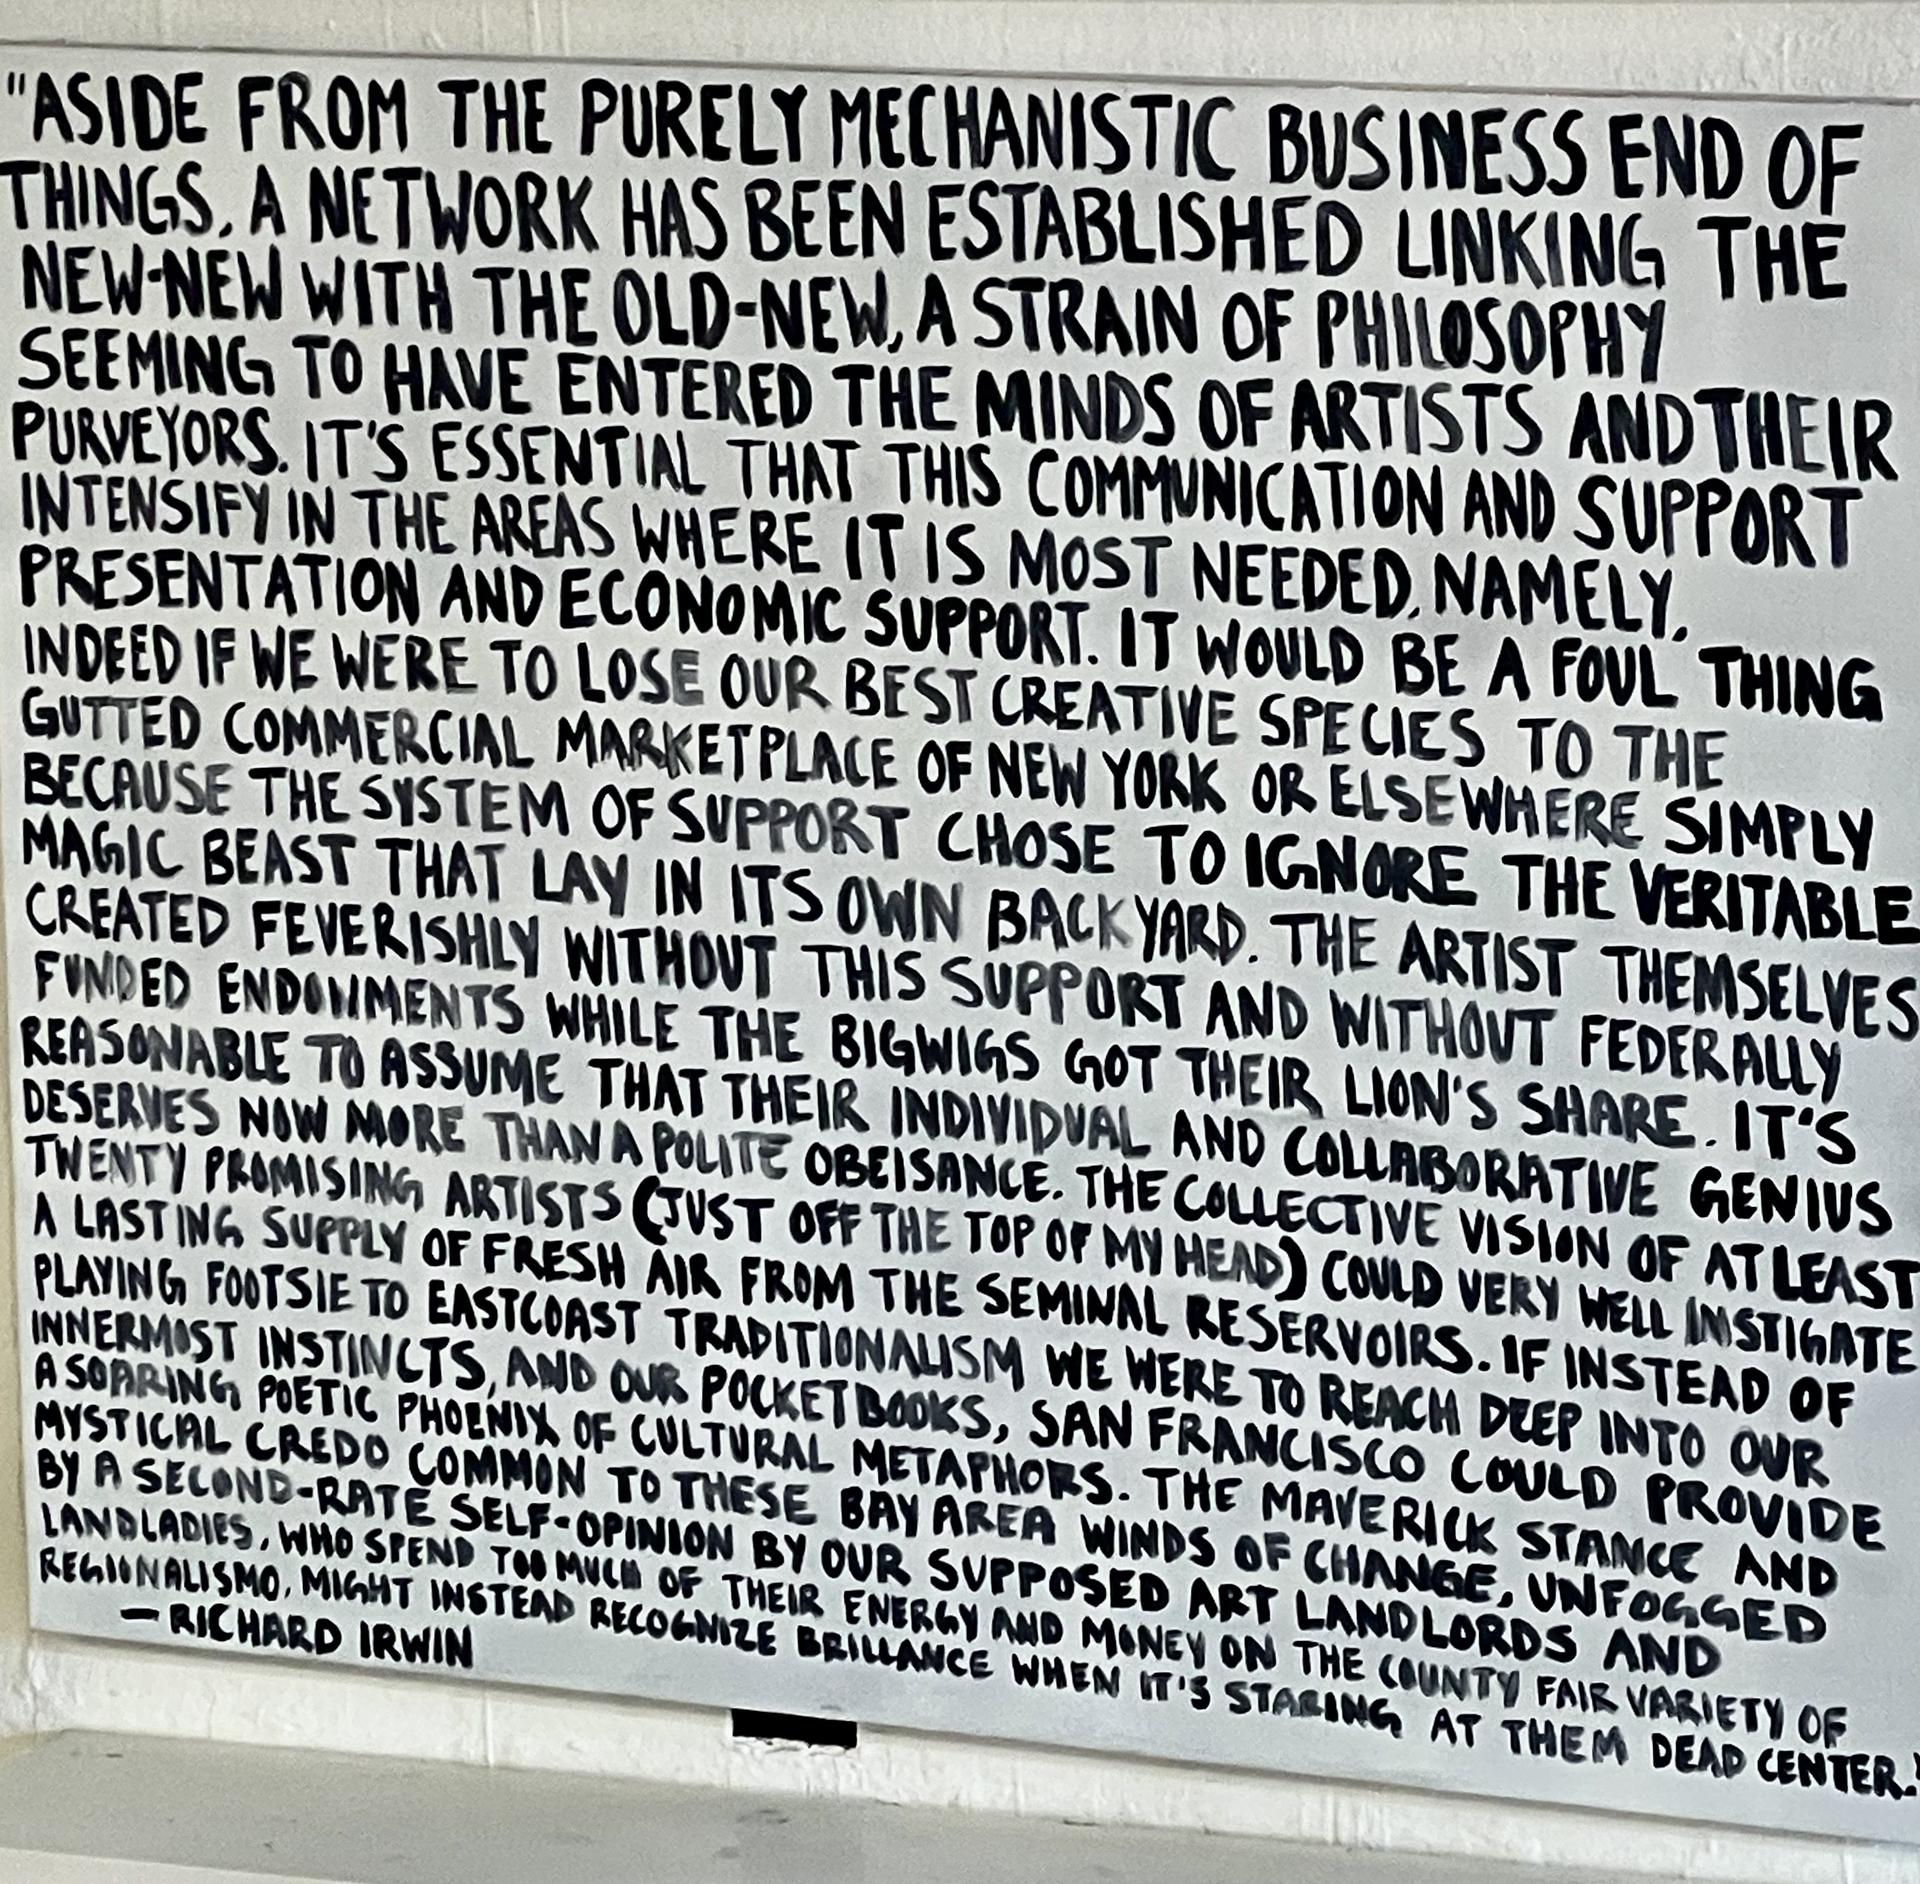 "ASIDE FROM THE PURELY MECHANISTIC BUSINESS END OF
THINGS, A NETWORK HAS BEEN ESTABLISHED LINKING THE
NEW-NEW WITH THE OLD-NEW, A STRAIN OF PHILOSOPHY
SEEMING TO HAVE ENTERED THE MINDS OF ARTISTS AND THEIR
PURVEYORS. IT'S ESSENTIAL THAT THIS COMMUNICATION AND SUPPORT
INTENSIFY IN THE AREAS WHERE IT IS MOST NEEDED, NAMELY,
PRESENTATION AND ECONOMIC SUPPORT. IT WOULD BE A FOUL THING
INDEED IF WE WERE TO LOSE OUR BEST CREATIVE SPECIES TO THE
GUTTED COMMERCIAL MARKETPLACE OF NEW YORK OR ELSEWHERE SIMPLY
BECAUSE THE SYSTEM OF SUPPORT CHOSE TO IGNORE THE VERITABLE
MAGIC BEAST THAT LAY IN ITS OWN BACKYARD. THE ARTIST THEMSELVES
CREATED FEVERISHLY WITHOUT THIS SUPPORT AND WITHOUT FEDERALLY
FUNDED ENDOWMENTS WHILE THE BIGWIGS GOT THEIR LION'S SHARE. IT'S
REASONABLE TO ASSUME THAT THEIR INDIVIDUAL AND COLLABORATIVE GENIUS
DESERVES NOW MORE THAN A POLITE OBEISANCE. THE COLLECTIVE VISION OF AT LEAST
TWENTY PROMISING ARTISTS (JUST OFF THE TOP OF MY HEAD) COULD VERY WELL INSTIGATE
A LASTING SUPPLY OF FRESH AIR FROM THE SEMINAL RESERVOIRS. IF INSTEAD OF
PLAYING FOOTSIE TO EASTCOAST TRADITIONALISM WE WERE TO REACH DEEP INTO OUR
INNERMOST INSTINCTS, AND OUR POCKETBOOKS, SAN FRANCISCO COULD PROVIDE
A SOARING POETIC PHOENIX OF CULTURAL METAPHORS. THE MAVERICK STANCE AND
MYSTICAL CREDO COMMON TO THESE BAY AREA WINDS OF CHANGE, UNFOGGED
BY A SECOND-RATE SELF-OPINION BY OUR SUPPOSED ART LANDLORDS AND
LANDLADIES, WHO SPEND TOO MUCH OF THEIR ENERGY AND MONEY ON THE COUNTY FAIR VARIETY OF
REGIONALISMO, MIGHT INSTEAD RECOGNIZE BRILLANCE WHEN IT'S STARING AT THEM DEAD CENTER."
— RICHARD IRWIN